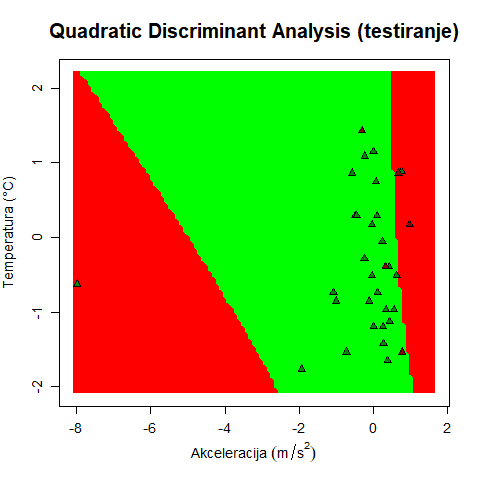 Quadratic Discriminant Analysis (testiranje)
2
1
0
-1
-2
Temperatura (°C)
-8 -6 -4 -2 0 2
Akceleracija (m/s²)